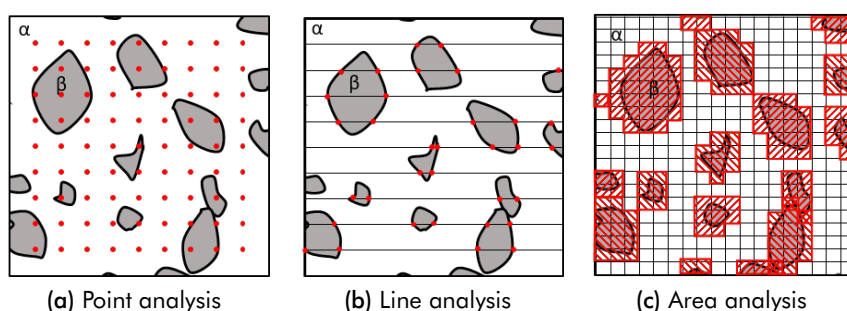 α
β
α
β
α
β
(a) Point analysis
(b) Line analysis
(c) Area analysis